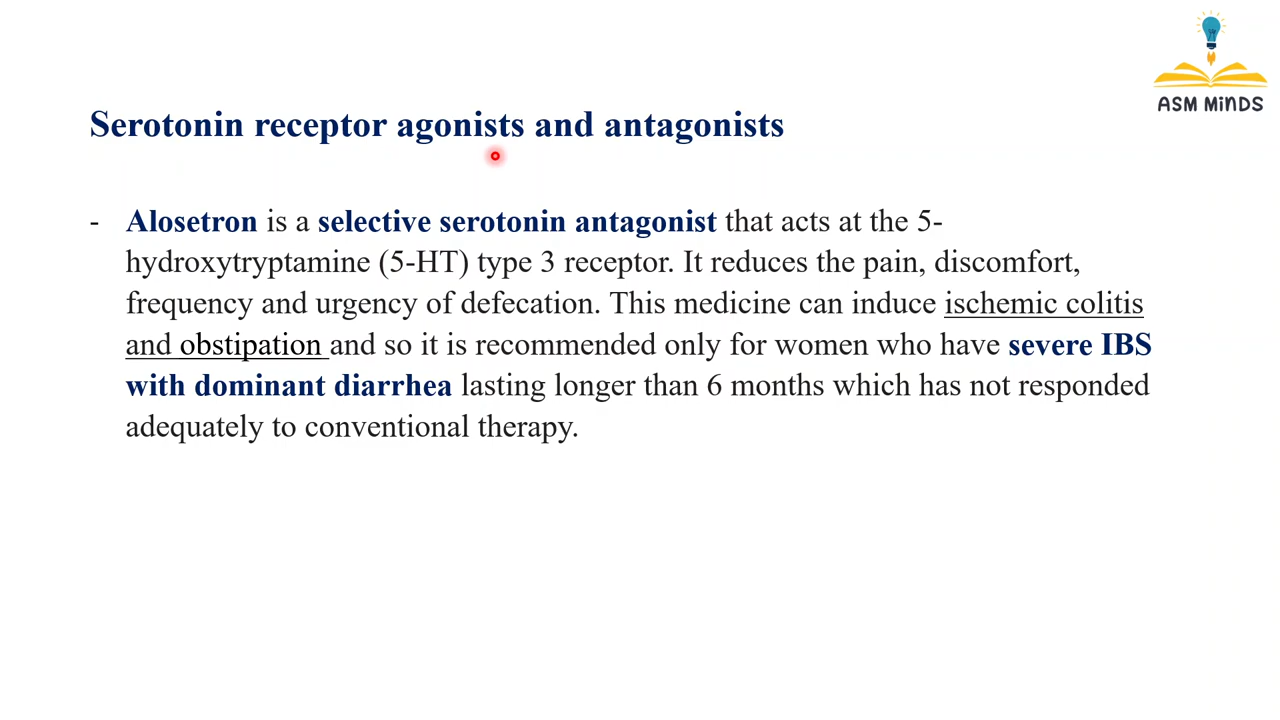 ASM MiNDS
Serotonin receptor agonists and antagonists
- Alosetron is a selective serotonin antagonist that acts at the 5-
hydroxytryptamine (5-HT) type 3 receptor. It reduces the pain, discomfort,
frequency and urgency of defecation. This medicine can induce ischemic colitis
and obstipation and so it is recommended only for women who have severe IBS
with dominant diarrhea lasting longer than 6 months which has not responded
adequately to conventional therapy.